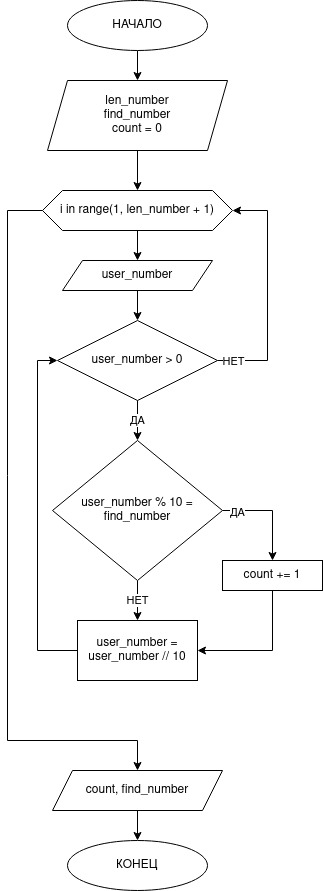 НАЧАЛО
len_number
find_number
count = 0
i in range(1, len_number + 1)
user_number
user_number > 0
НЕТ
ДА
user_number % 10 =
find_number
ДА
count += 1
НЕТ
user_number =
user_number // 10
count, find_number
КОНЕЦ